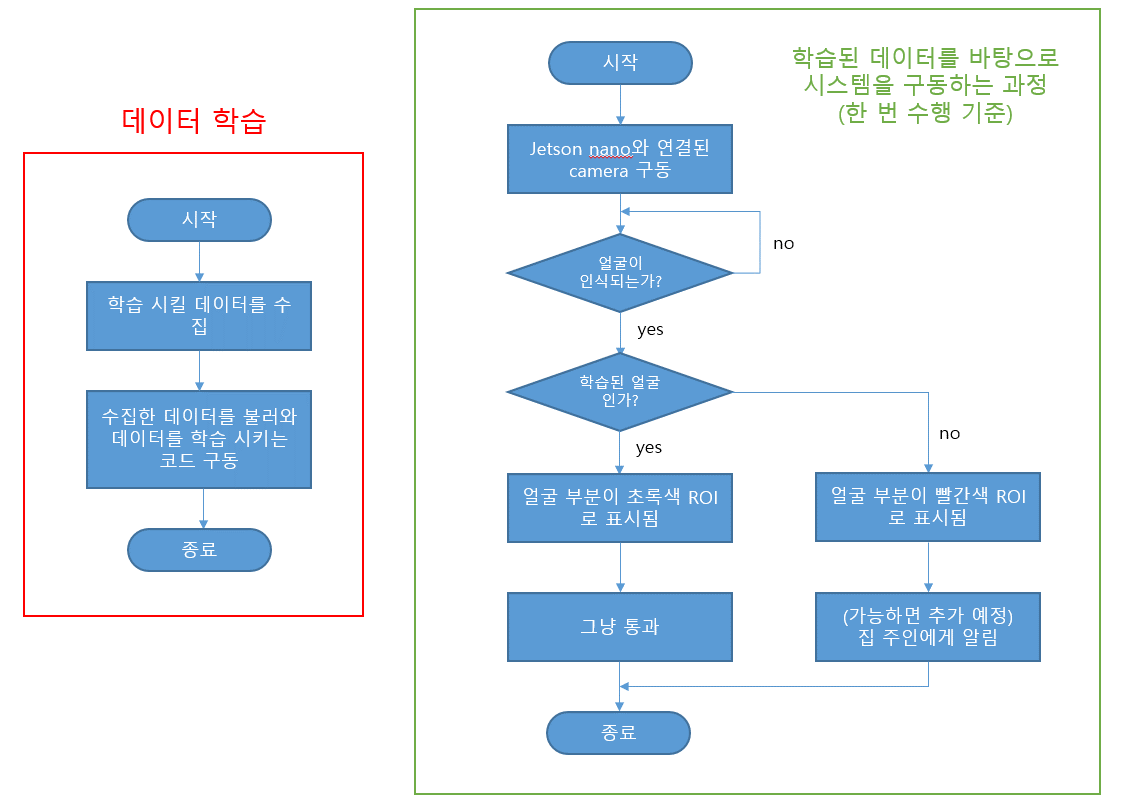 데이터 학습
시작
학습 시킬 데이터를 수
집
수집한 데이터를 불러와
데이터를 학습 시키는
코드 구동
종료
학습된 데이터를 바탕으로
시스템을 구동하는 과정
(한 번 수행 기준)
시작
Jetson nano와 연결된
camera 구동
얼굴이
인식되는가?
no
yes
학습된 얼굴
인가?
no
yes
얼굴 부분이 초록색 ROI
로 표시됨
얼굴 부분이 빨간색 ROI
로 표시됨
그냥 통과
(가능하면 추가 예정)
집 주인에게 알림
종료